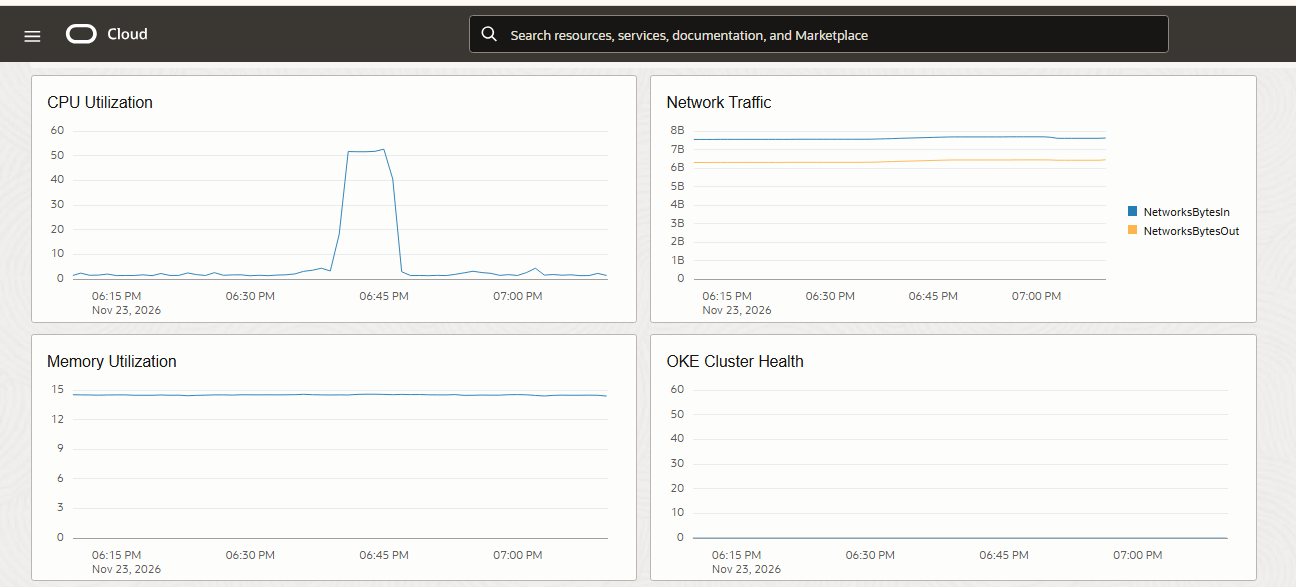 Cloud
Search resources, services, documentation, and Marketplace
CPU Utilization
60
50
40
30
20
10
0
06:15 PM 06:30 PM 06:45 PM 07:00 PM
Nov 23, 2026
Network Traffic
8B
7B
6B
5B
4B
3B
2B
1B
0
NetworksBytesIn
NetworksBytesOut
06:15 PM 06:30 PM 06:45 PM 07:00 PM
Nov 23, 2026
Memory Utilization
15
12
9
6
3
0
06:15 PM 06:30 PM 06:45 PM 07:00 PM
Nov 23, 2026
OKE Cluster Health
60
50
40
30
20
10
0
06:15 PM 06:30 PM 06:45 PM 07:00 PM
Nov 23, 2026